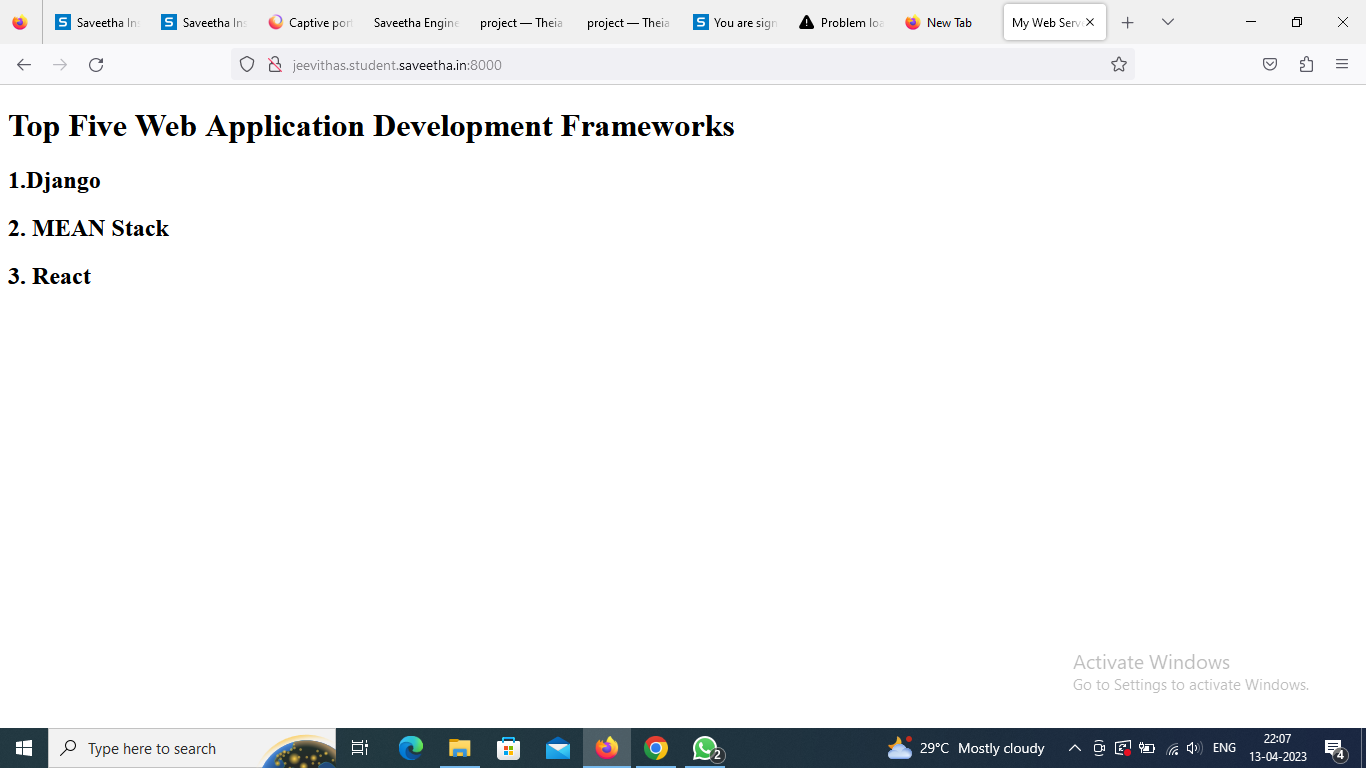 Saveetha Ins
Saveetha Ins
Captive port
Saveetha Engine
project — Theia
project — Theia
You are sign
Problem loa
New Tab
My Web Serv
jeevithas.student.saveetha.in:8000
Top Five Web Application Development Frameworks
1.Django
2. MEAN Stack
3. React
Activate Windows
Go to Settings to activate Windows.
Type here to search
2
29°C Mostly cloudy
ENG
22:07
13-04-2023
4